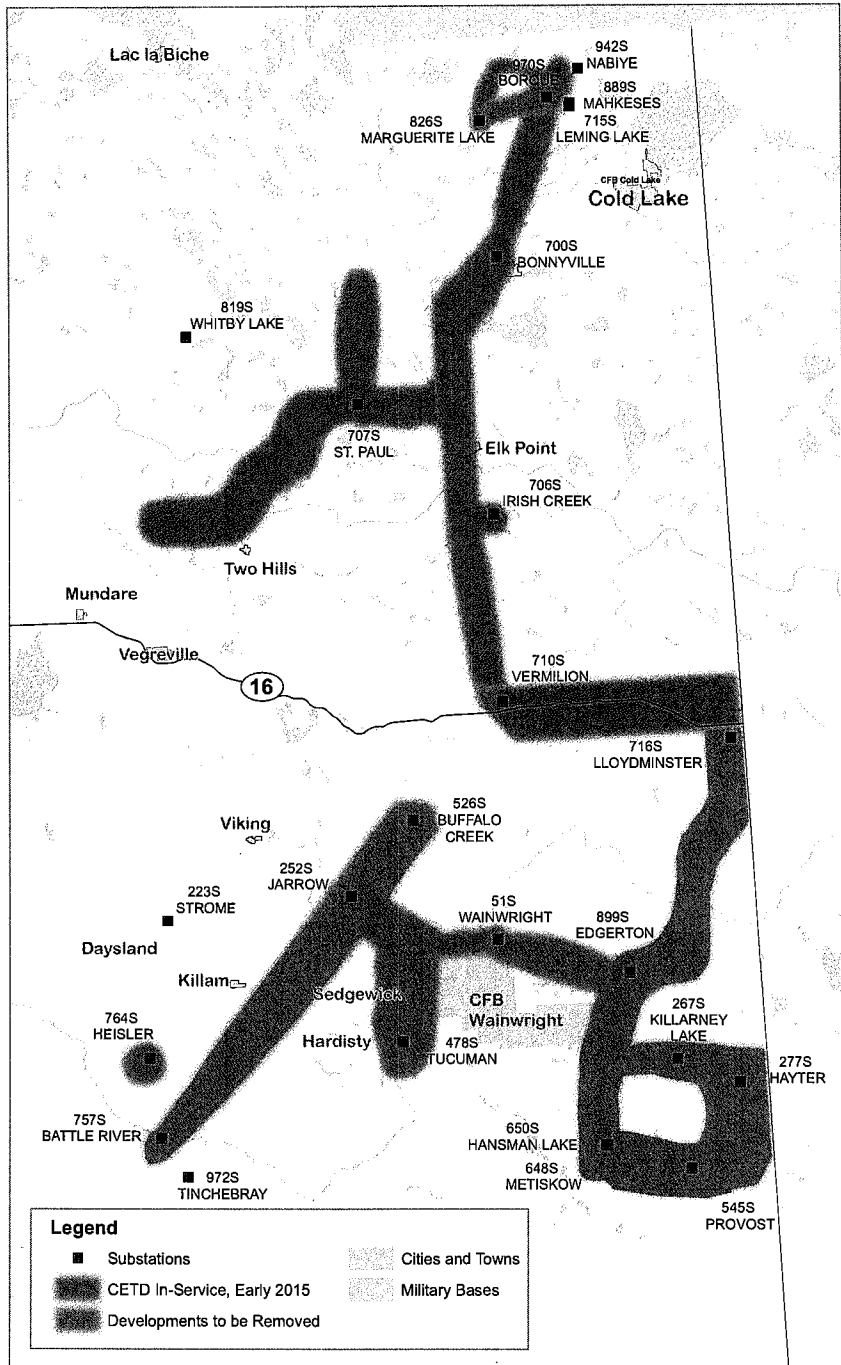 Lac la Biche
942S
NABIYE
970S
BORQUE
889S
MAHKESES
826S
MARGUERITE LAKE
715S
LEMING LAKE
CFB Cold Lake
Cold Lake
700S
BONNYVILLE
819S
WHITBY LAKE
707S
ST. PAUL
Elk Point
706S
IRISH CREEK
Two Hills
Mundare
Vegreville
16
710S
VERMILION
716S
LLOYDMINSTER
526S
BUFFALO
CREEK
Viking
252S
JARROW
223S
STROME
51S
WAINWRIGHT
899S
EDGERTON
Daysland
Killam
Sedgewick
CFB
Wainwright
267S
KILLARNEY
LAKE
764S
HEISLER
Hardisty
478S
TUCUMAN
277S
HAYTER
757S
BATTLE RIVER
650S
HANSMAN LAKE
648S
METISKOW
972S
TINCHEBRAY
545S
PROVOST
Legend
Substations
Cities and Towns
CETD In-Service, Early 2015
Military Bases
Developments to be Removed